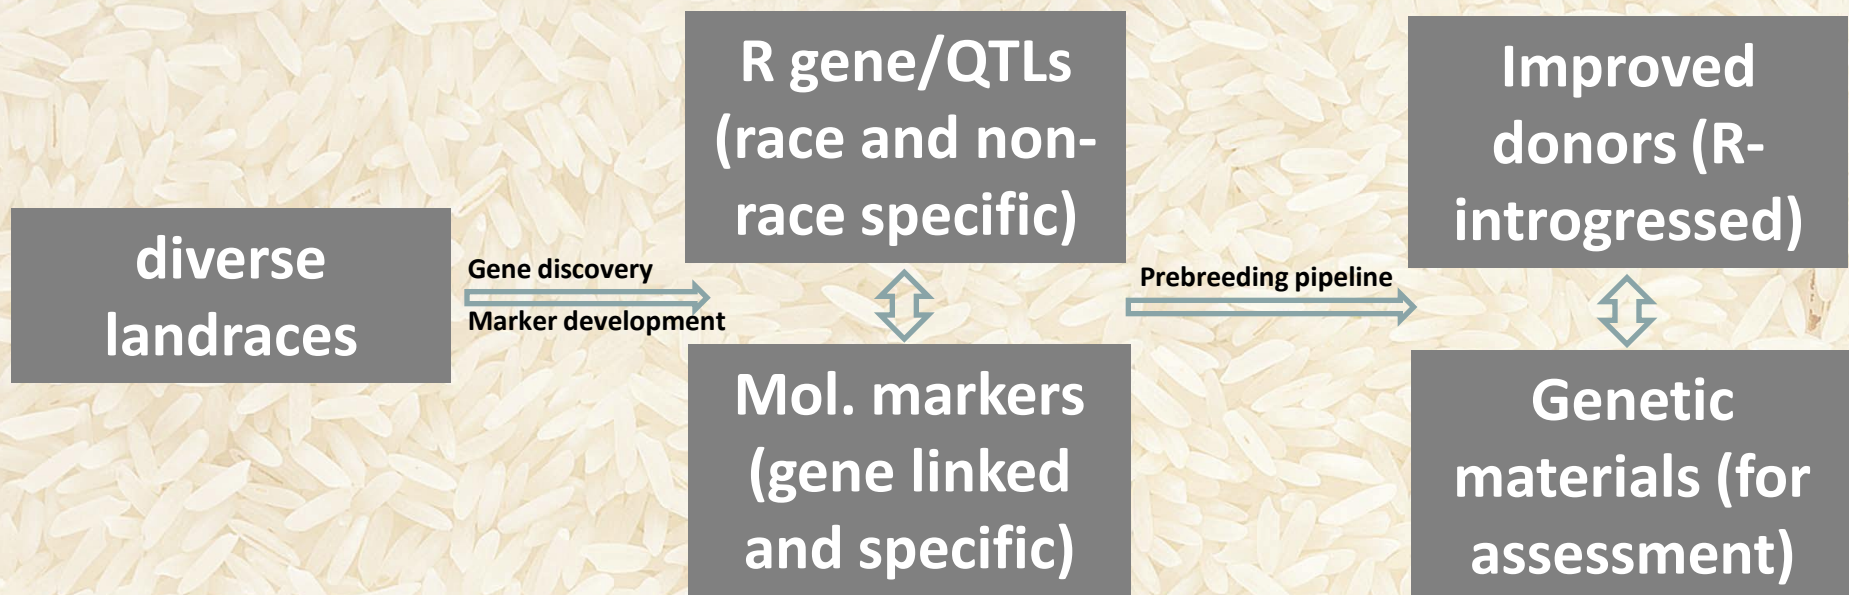 diverse
landraces
Gene discovery
Marker development
R gene/QTLs
(race and non-
race specific)
Mol. markers
(gene linked
and specific)
Prebreeding pipeline
Improved
donors (R-
introgressed)
Genetic
materials (for
assessment)